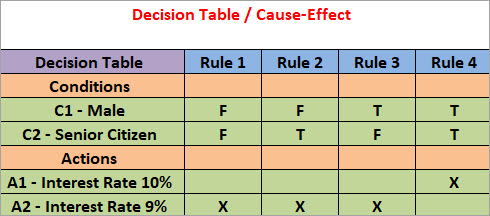 Decision Table / Cause-Effect
Decision Table Rule 1 Rule 2 Rule 3 Rule 4
Conditions
C1 - Male F F T T
C2 - Senior Citizen F T F T
Actions
A1 - Interest Rate 10% X
A2 - Interest Rate 9% X X X